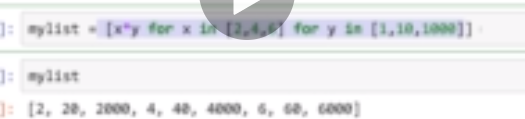 ]: mylist = [x*y for x in [2,4,6] for y in [1,10,1000]]
]: mylist
]: [2, 20, 2000, 4, 40, 4000, 6, 60, 6000]